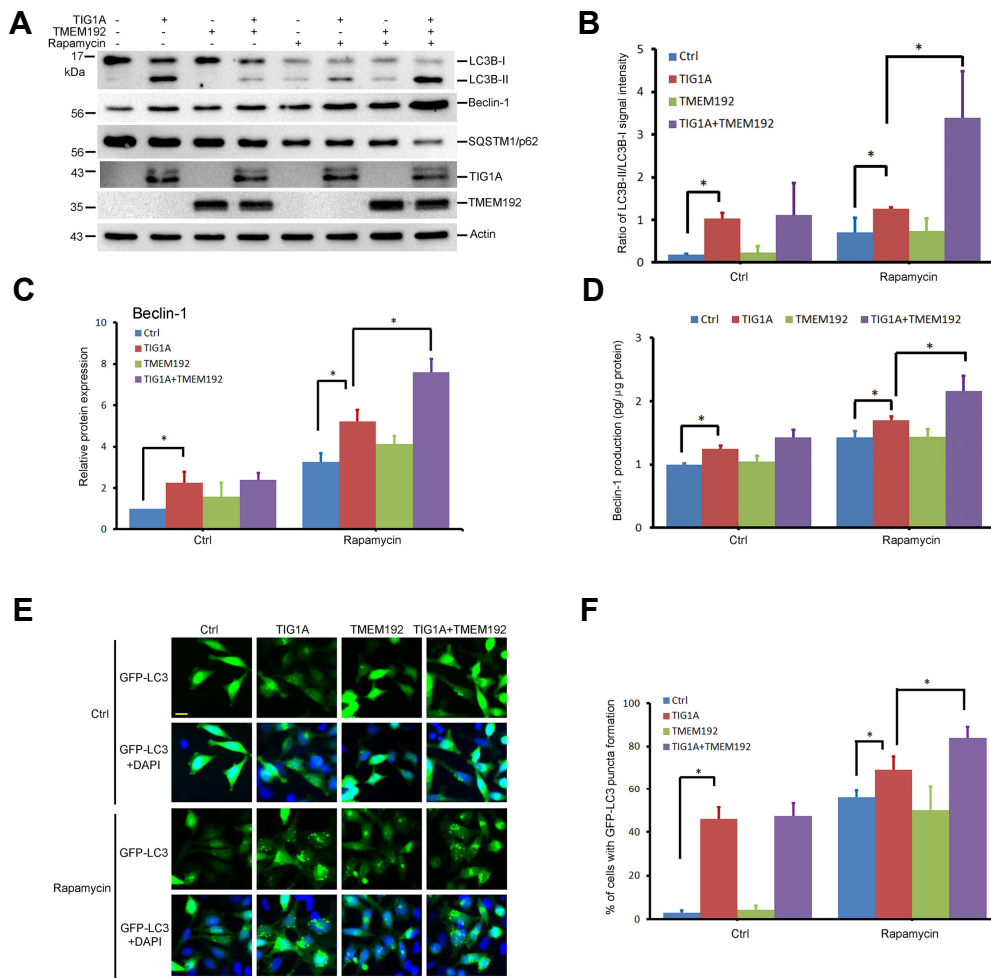 A
TIG1A - + - + - + - +
TMEM192 - - + + - - + +
Rapamycin - - - - + + + +
17
kDa
LC3B-I
LC3B-II
56
Beclin-1
56
SQSTM1/p62
43
TIG1A
35
TMEM192
43
Actin
B
Ratio of LC3B-II/LC3B-I signal intensity
5
4
3
2
1
0
Ctrl
TIG1A
TMEM192
TIG1A+TMEM192
*
*
*
Ctrl
Rapamycin
C
Beclin-1
Relative protein expression
10
8
6
4
2
0
Ctrl
TIG1A
TMEM192
TIG1A+TMEM192
*
*
*
Ctrl
Rapamycin
D
Ctrl
TIG1A
TMEM192
TIG1A+TMEM192
Beclin-1 production (pg/ µg protein)
3
2
1
0
*
*
*
Ctrl
Rapamycin
E
Ctrl
TIG1A
TMEM192
TIG1A+TMEM192
Ctrl
GFP-LC3
GFP-LC3
+DAPI
Rapamycin
GFP-LC3
GFP-LC3
+DAPI
F
% of cells with GFP-LC3 puncta formation
100
80
60
40
20
0
Ctrl
TIG1A
TMEM192
TIG1A+TMEM192
*
*
*
Ctrl
Rapamycin